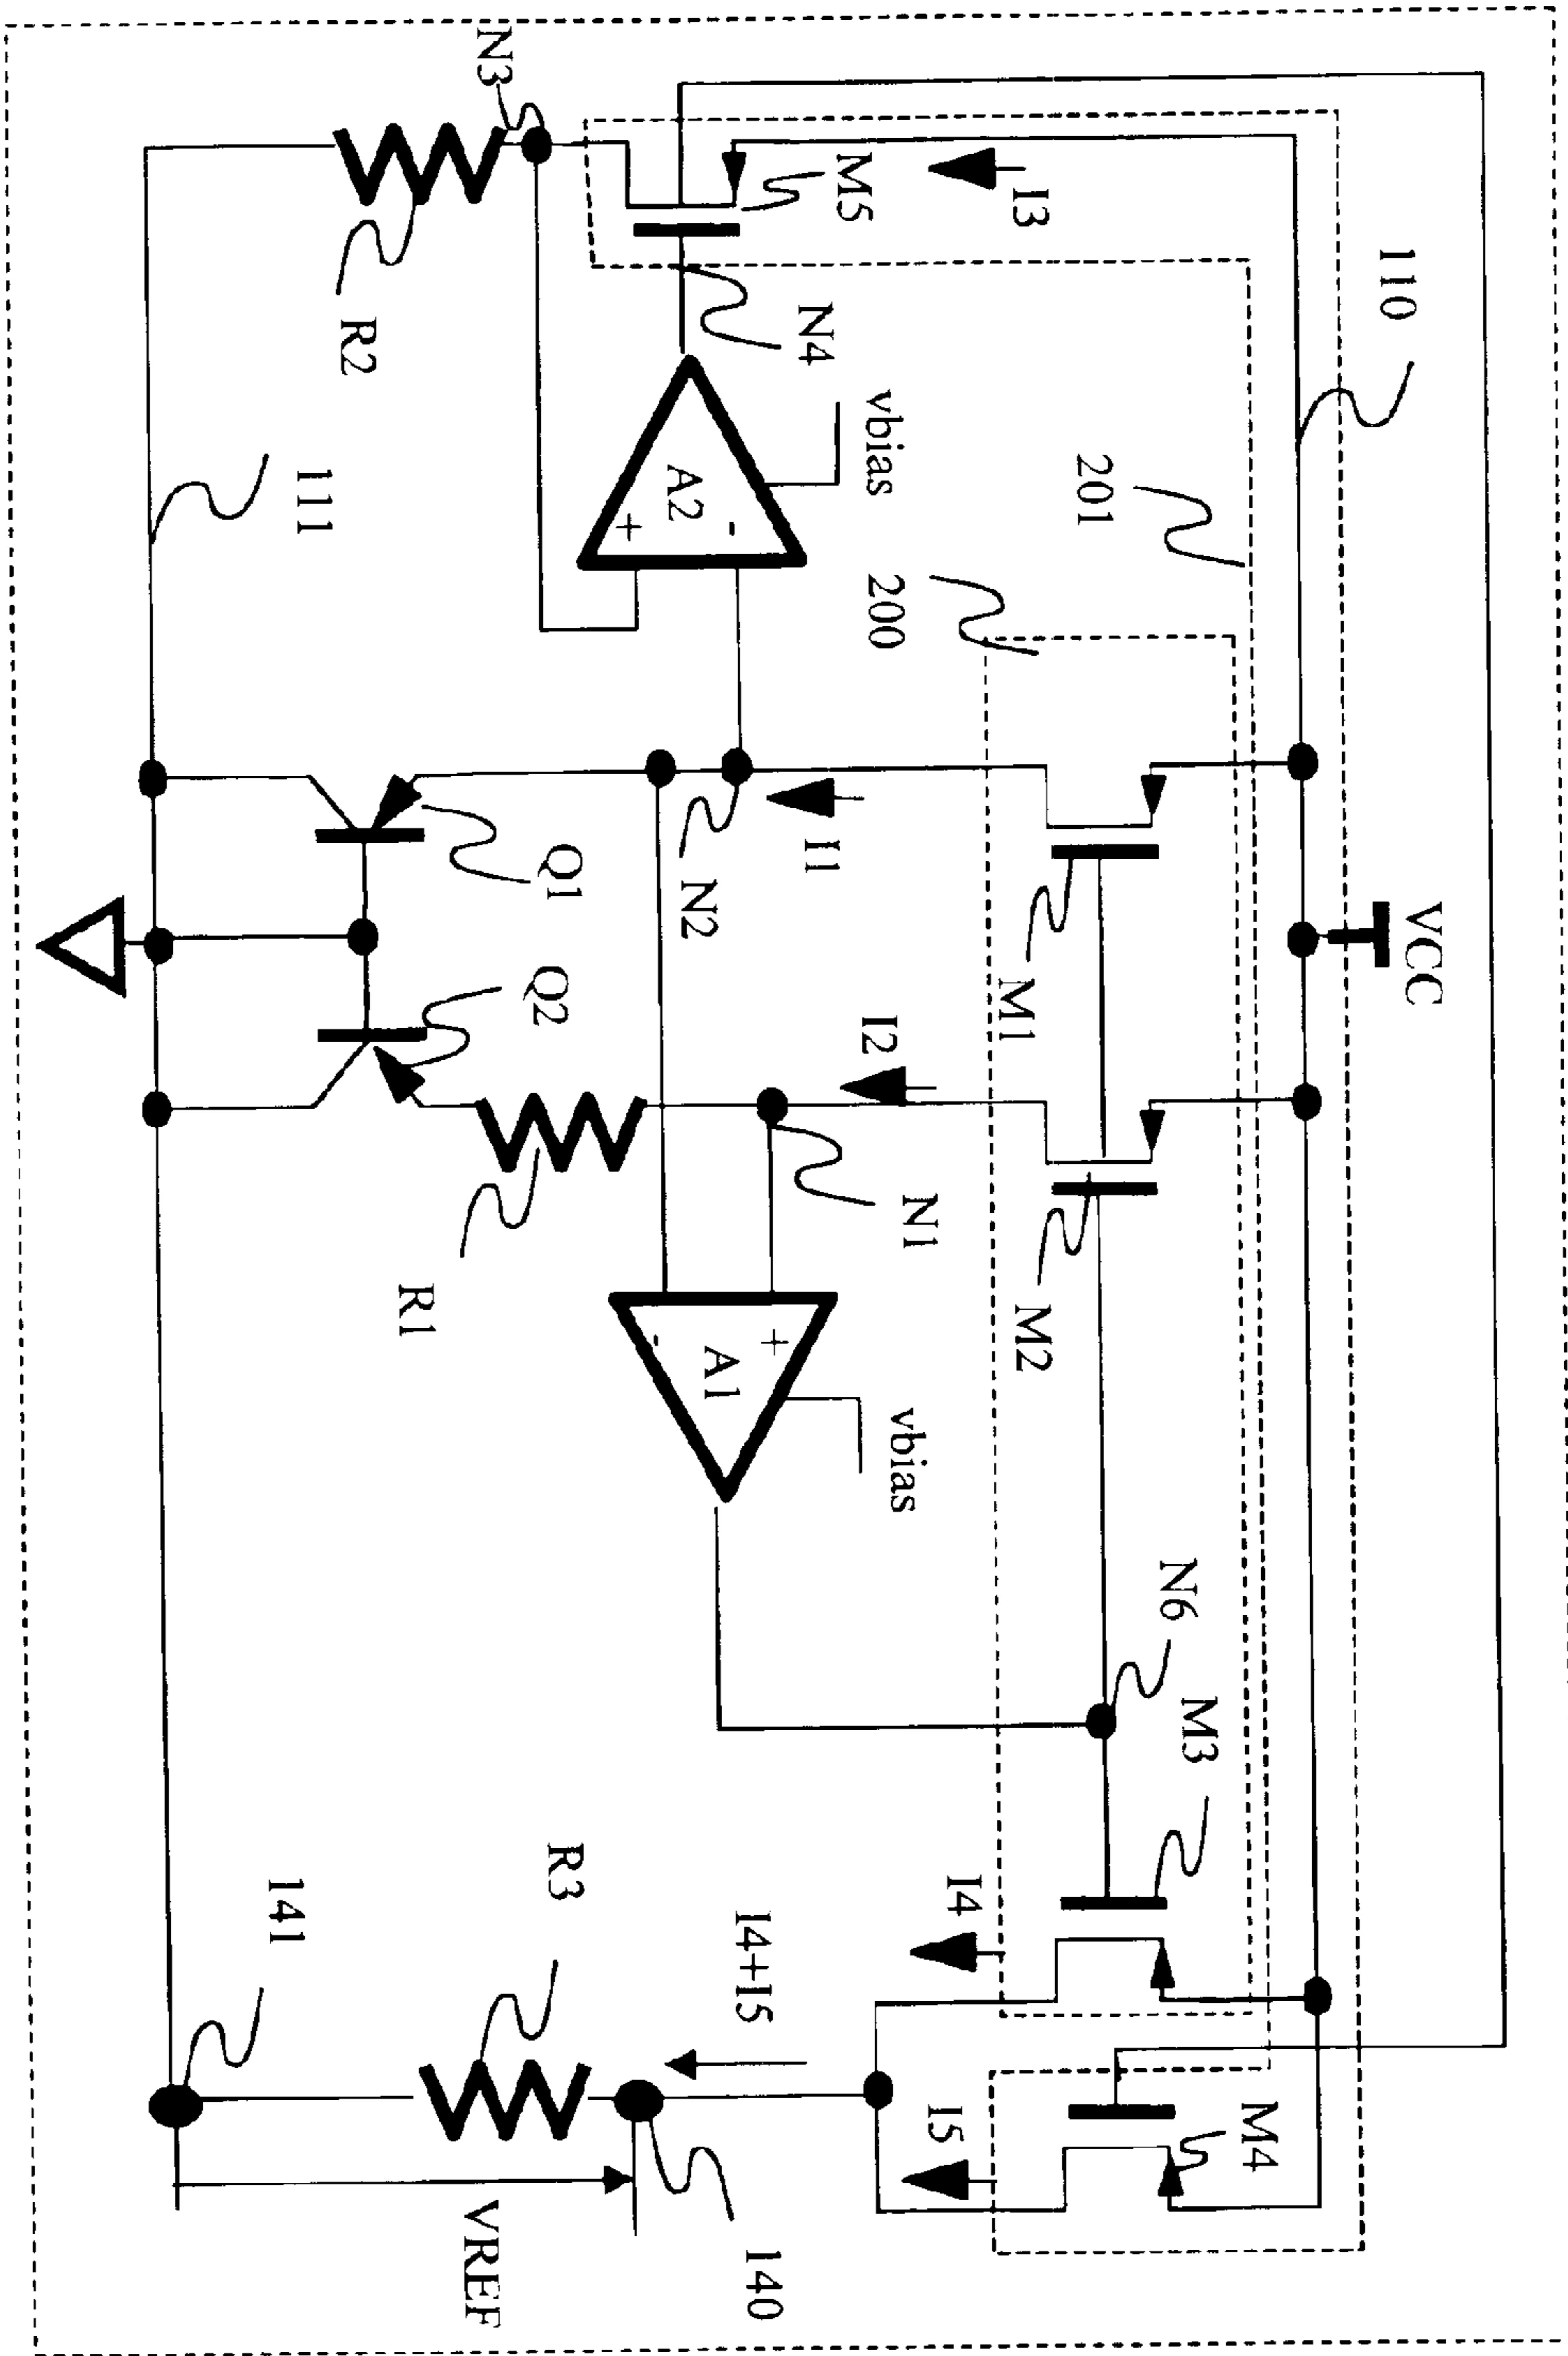 VCC
110
201
I3
M5
N4
vbias
200
A2
-
+
N3
R2
111
M1
M2
I1
I2
N2
N1
Q1
Q2
R1
A1
+
-
vbias
N6
M3
I4
M4
I5
I4+I5
R3
140
141
VREF